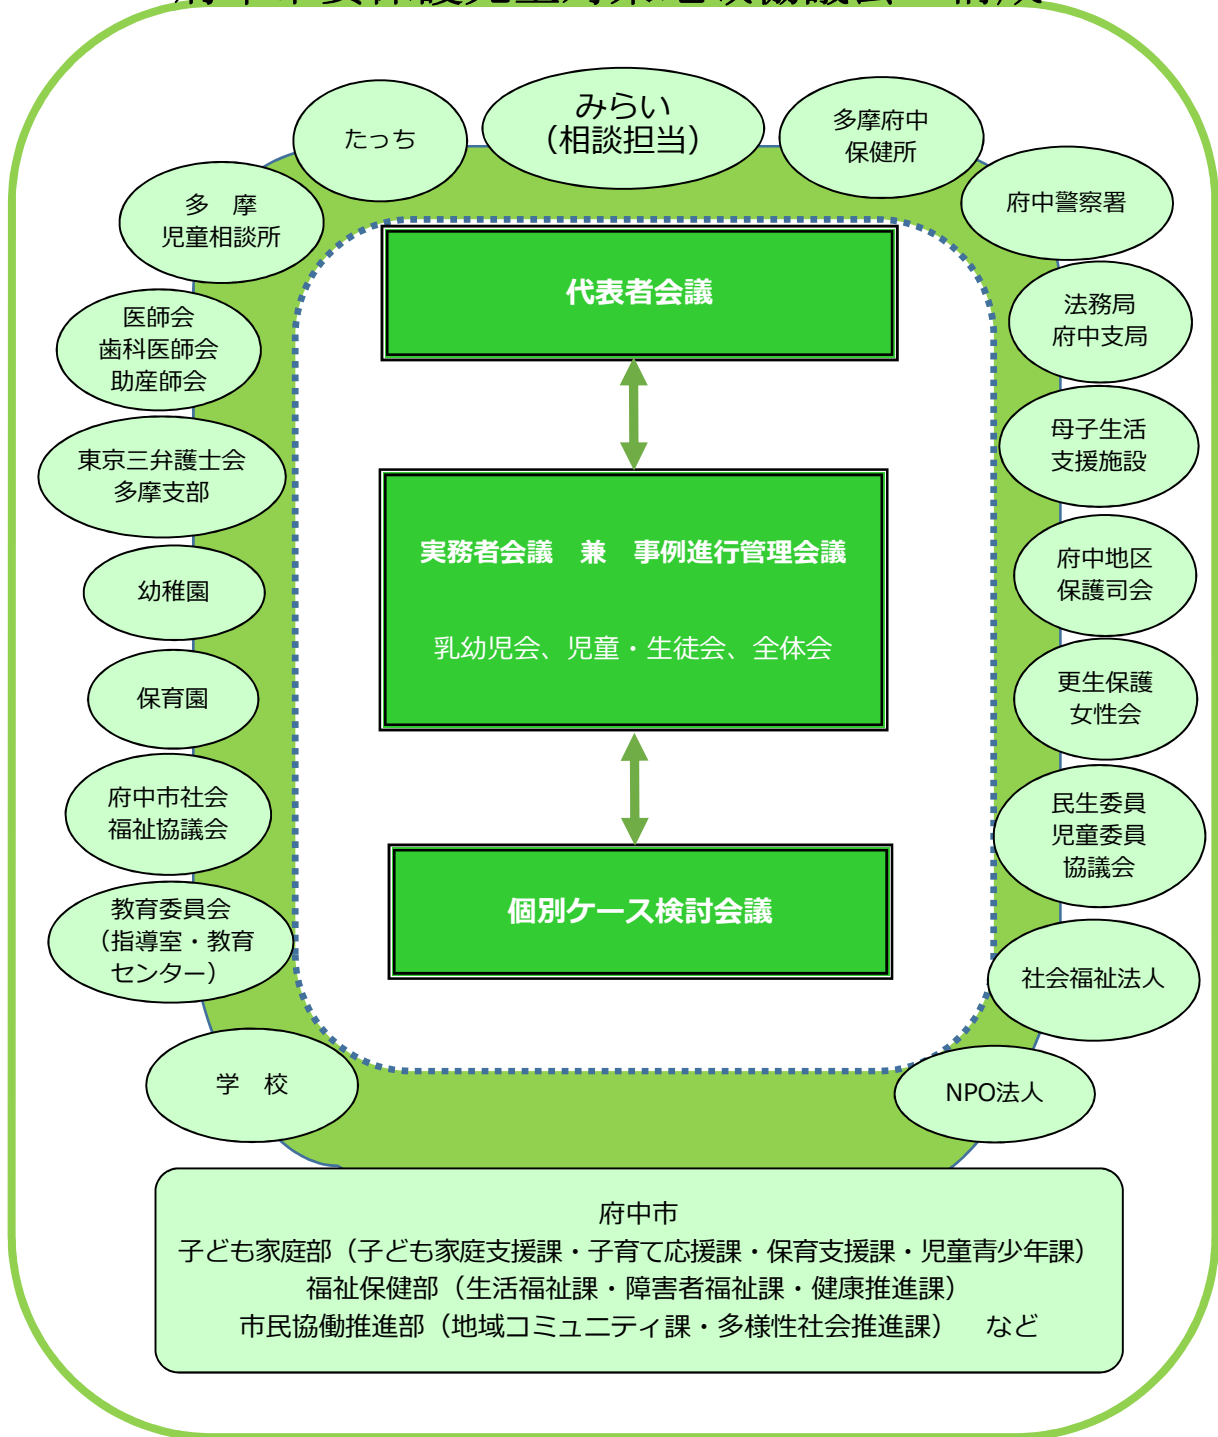 たっち
みらい
（相談担当）
多摩府中
保健所
府中警察署
多　摩
児童相談所
法務局
府中支局
医師会
歯科医師会
助産師会
母子生活
支援施設
東京三弁護士会
多摩支部
府中地区
保護司会
幼稚園
更生保護
女性会
保育園
民生委員
児童委員
協議会
府中市社会
福祉協議会
社会福祉法人
教育委員会
（指導室・教育
センター）
NPO法人
学　校
代表者会議
実務者会議　兼　事例進行管理会議
乳幼児会、児童・生徒会、全体会
個別ケース検討会議
府中市
子ども家庭部（子ども家庭支援課・子育て応援課・保育支援課・児童青少年課）
福祉保健部（生活福祉課・障害者福祉課・健康推進課）
市民協働推進部（地域コミュニティ課・多様性社会推進課）　など